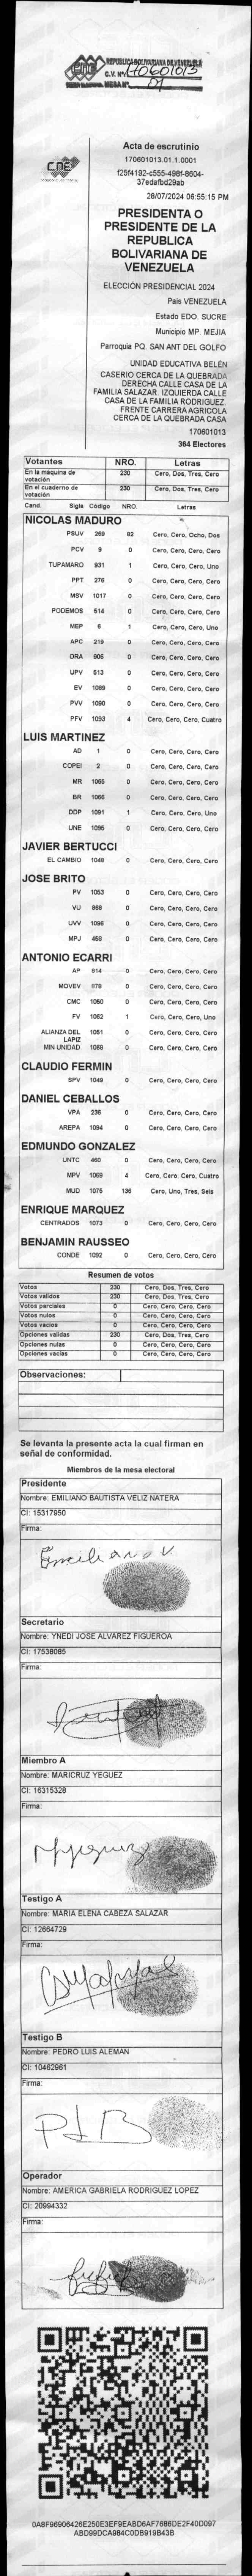 REPUBLICA BOLIVARIANA DE VENEZUELA
C.V. Nº: 170601013
MESA Nº: 01
CNE
Acta de escrutinio
170601013.01.1.0001
f25f4192-c555-498f-8604-
37edafbd29ab
28/07/2024 06:55:15 PM
PRESIDENTA O
PRESIDENTE DE LA
REPUBLICA
BOLIVARIANA DE
VENEZUELA
ELECCIÓN PRESIDENCIAL 2024
Pais VENEZUELA
Estado EDO. SUCRE
Municipio MP. MEJIA
Parroquia PQ. SAN ANT DEL GOLFO
UNIDAD EDUCATIVA BELÉN
CASERIO CERCA DE LA QUEBRADA
DERECHA CALLE CASA DE LA
FAMILIA SALAZAR. IZQUIERDA CALLE
CASA DE LA FAMILIA RODRIGUEZ.
FRENTE CARRERA AGRICOLA
CERCA DE LA QUEBRADA CASA
170601013
364 Electores
Votantes NRO. Letras
En la máquina de votación 230 Cero, Dos, Tres, Cero
En el cuaderno de votación 230 Cero, Dos, Tres, Cero
Cand. Sigla Código NRO. Letras
NICOLAS MADURO
PSUV 269 82 Cero, Cero, Ocho, Dos
PCV 9 0 Cero, Cero, Cero, Cero
TUPAMARO 931 1 Cero, Cero, Cero, Uno
PPT 276 0 Cero, Cero, Cero, Cero
MSV 1017 0 Cero, Cero, Cero, Cero
PODEMOS 514 0 Cero, Cero, Cero, Cero
MEP 6 1 Cero, Cero, Cero, Uno
APC 219 0 Cero, Cero, Cero, Cero
ORA 905 0 Cero, Cero, Cero, Cero
UPV 513 0 Cero, Cero, Cero, Cero
EV 1089 0 Cero, Cero, Cero, Cero
PVV 1090 0 Cero, Cero, Cero, Cero
PFV 1093 4 Cero, Cero, Cero, Cuatro
LUIS MARTINEZ
AD 1 0 Cero, Cero, Cero, Cero
COPEI 2 0 Cero, Cero, Cero, Cero
MR 1065 0 Cero, Cero, Cero, Cero
BR 1066 0 Cero, Cero, Cero, Cero
DDP 1091 1 Cero, Cero, Cero, Uno
UNE 1095 0 Cero, Cero, Cero, Cero
JAVIER BERTUCCI
EL CAMBIO 1048 0 Cero, Cero, Cero, Cero
JOSE BRITO
PV 1053 0 Cero, Cero, Cero, Cero
VU 868 0 Cero, Cero, Cero, Cero
UVV 1096 0 Cero, Cero, Cero, Cero
MPJ 458 0 Cero, Cero, Cero, Cero
ANTONIO ECARRI
AP 814 0 Cero, Cero, Cero, Cero
MOVEV 878 0 Cero, Cero, Cero, Cero
CMC 1050 0 Cero, Cero, Cero, Cero
FV 1052 1 Cero, Cero, Cero, Uno
ALIANZA DEL LAPIZ 1051 0 Cero, Cero, Cero, Cero
MIN UNIDAD 1068 0 Cero, Cero, Cero, Cero
CLAUDIO FERMIN
SPV 1049 0 Cero, Cero, Cero, Cero
DANIEL CEBALLOS
VPA 236 0 Cero, Cero, Cero, Cero
AREPA 1094 0 Cero, Cero, Cero, Cero
EDMUNDO GONZALEZ
UNTC 460 0 Cero, Cero, Cero, Cero
MPV 1069 4 Cero, Cero, Cero, Cuatro
MUD 1075 136 Cero, Uno, Tres, Seis
ENRIQUE MARQUEZ
CENTRADOS 1073 0 Cero, Cero, Cero, Cero
BENJAMIN RAUSSEO
CONDE 1092 0 Cero, Cero, Cero, Cero
Resumen de votos
Votos 230 Cero, Dos, Tres, Cero
Votos validos 230 Cero, Dos, Tres, Cero
Votos parciales 0 Cero, Cero, Cero, Cero
Votos nulos 0 Cero, Cero, Cero, Cero
Votos vacios 0 Cero, Cero, Cero, Cero
Opciones validas 230 Cero, Dos, Tres, Cero
Opciones nulas 0 Cero, Cero, Cero, Cero
Opciones vacias 0 Cero, Cero, Cero, Cero
Observaciones:
Se levanta la presente acta la cual firman en
señal de conformidad.
Miembros de la mesa electoral
Presidente
Nombre: EMILIANO BAUTISTA VELIZ NATERA
CI: 15317950
Firma:
Emiliano V
Secretario
Nombre: YNEDI JOSE ALVAREZ FIGUEROA
CI: 17538085
Firma:
Miembro A
Nombre: MARICRUZ YEGUEZ
CI: 16315328
Firma:
Testigo A
Nombre: MARIA ELENA CABEZA SALAZAR
CI: 12664729
Firma:
Testigo B
Nombre: PEDRO LUIS ALEMAN
CI: 10462961
Firma:
Operador
Nombre: AMERICA GABRIELA RODRIGUEZ LOPEZ
CI: 20994332
Firma:
0A8F96906426E250E3EF9EABD6AF7686DE2F40D097
ABD99DCA984C0DB919B43B